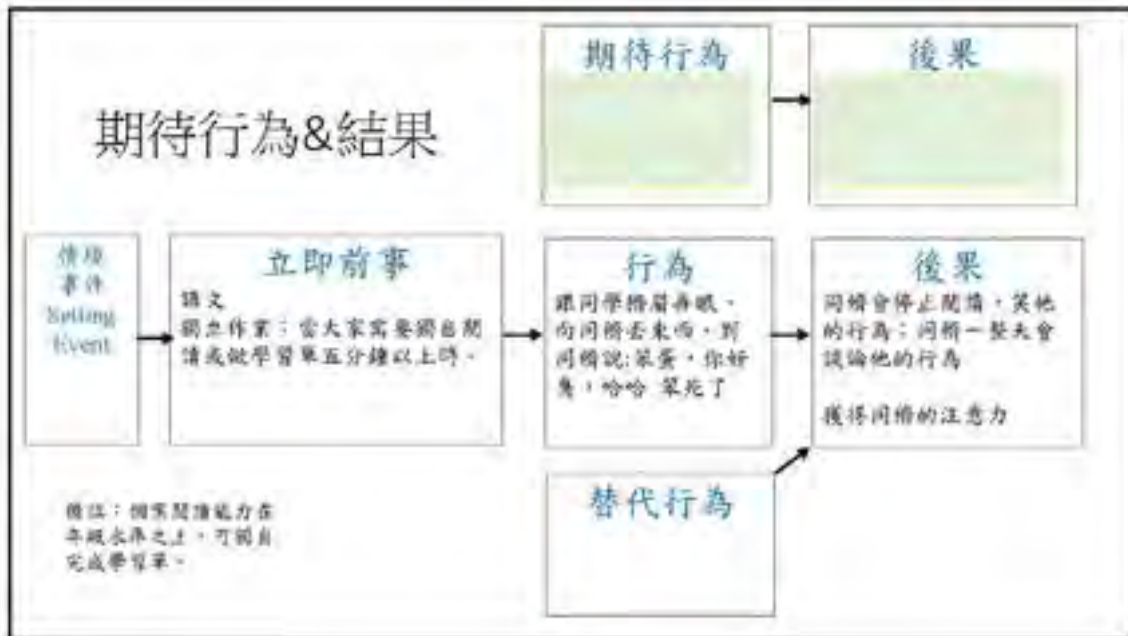 期待行為&結果
期待行為
後果
情境
事件
Setting
Event
立即前事
語文
獨立作業：當大家需要獨自閱
讀或做學習單五分鐘以上時。
行為
跟同學擠眉弄眼、
向同儕丟東西，對
同儕說:笨蛋，你好
臭，哈哈 笨死了
後果
同儕會停止閱讀，笑他
的行為；同儕一整天會
談論他的行為
獲得同儕的注意力
替代行為
備註：個案閱讀能力在
年級水準之上，可獨自
完成學習單。